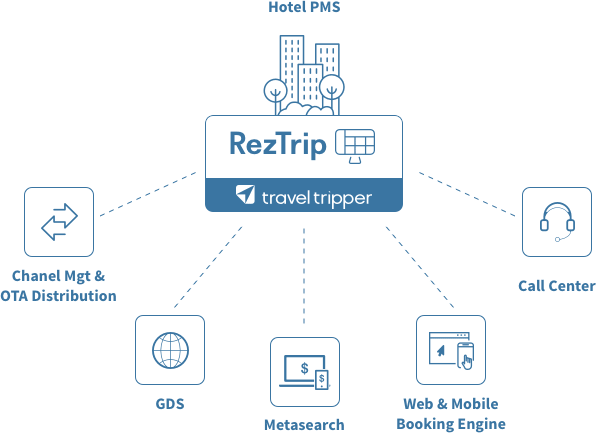 Hotel PMS
RezTrip
travel tripper
Chanel Mgt &
OTA Distribution
Call Center
$
$
GDS
Metasearch
Web & Mobile
Booking Engine